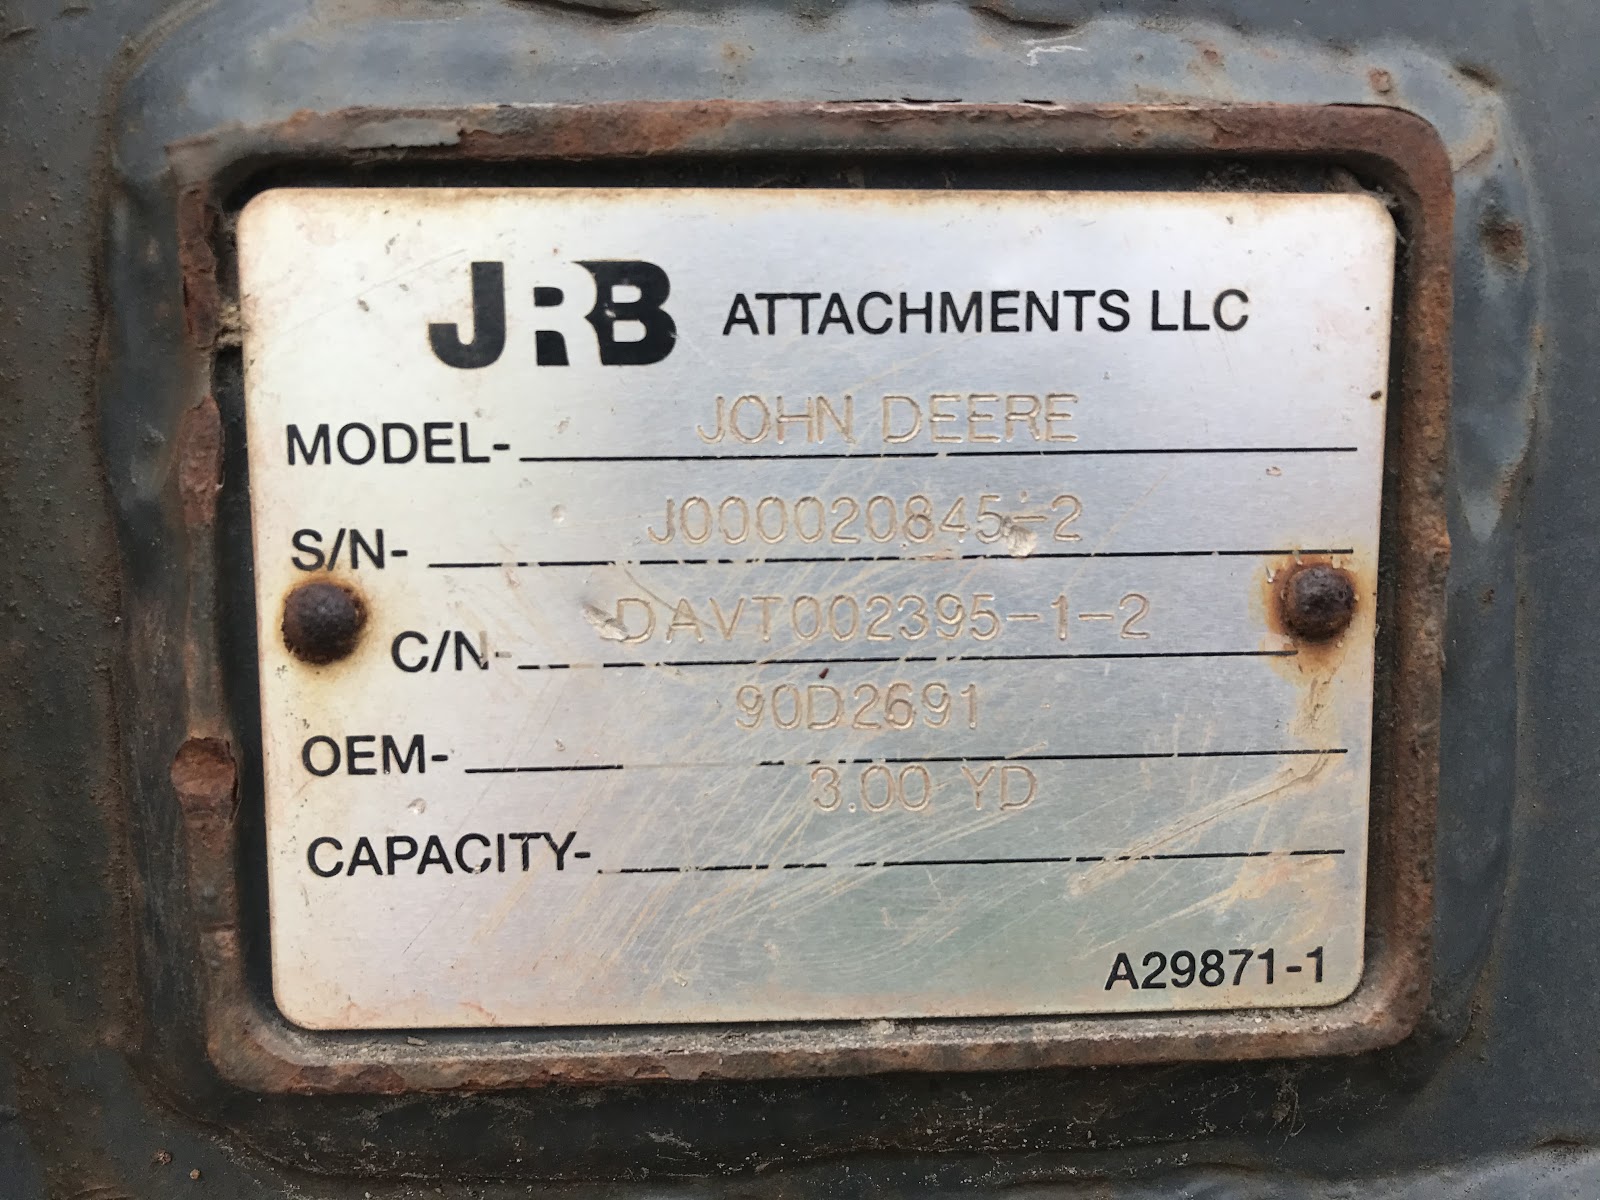 JRB ATTACHMENTS LLC
MODEL- JOHN DEERE
S/N- J000020845-2
C/N- DAVT002395-1-2
OEM- 90D2691
CAPACITY- 3.00 YD
A29871-1